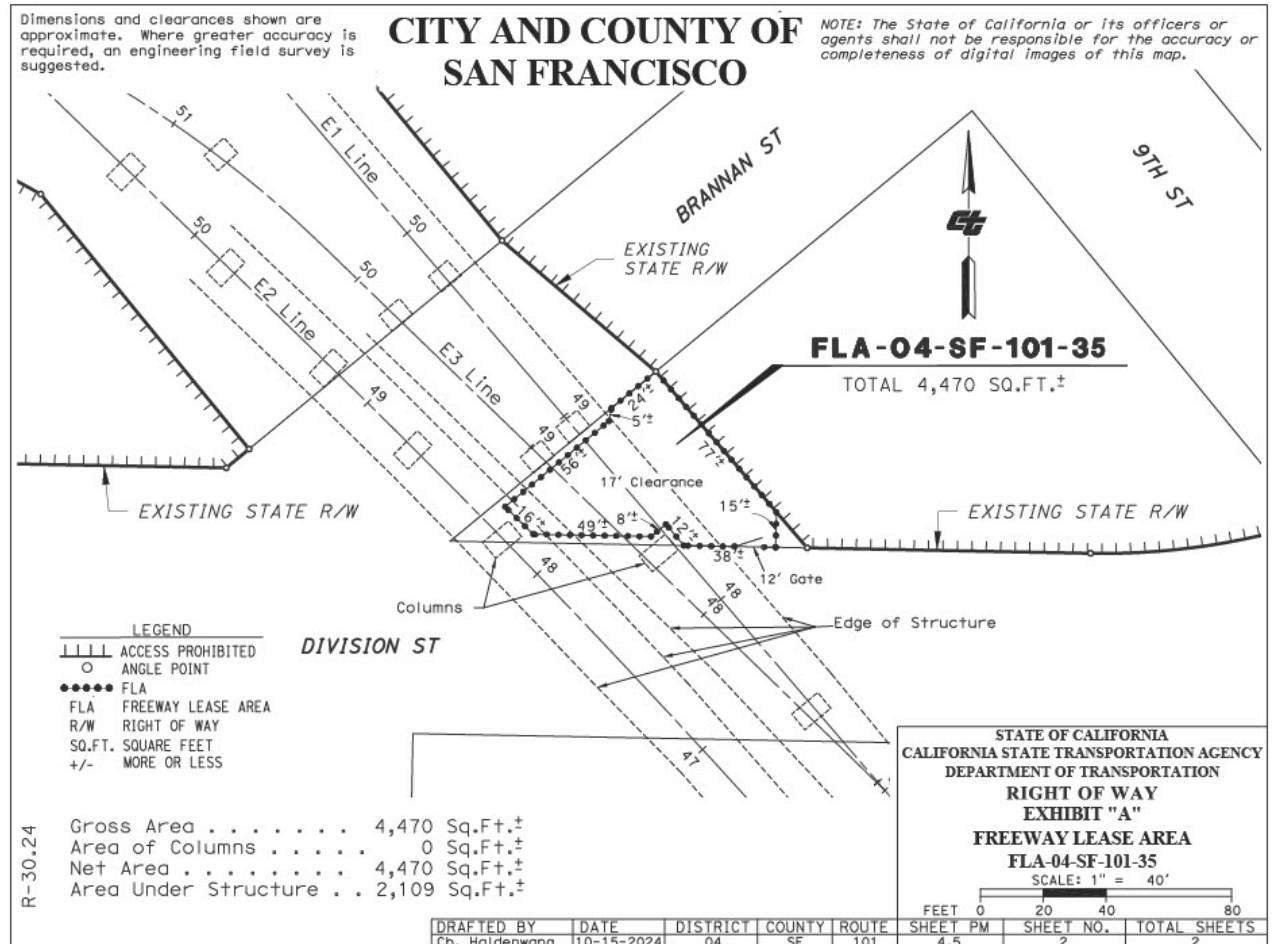 Dimensions and clearances shown are
approximate. Where greater accuracy is
required, an engineering field survey is
suggested.
CITY AND COUNTY OF
SAN FRANCISCO
NOTE: The State of California or its officers or
agents shall not be responsible for the accuracy or
completeness of digital images of this map.
51
E1 Line
BRANNAN ST
9TH ST
50
50
EXISTING
STATE R/W
50
E2 Line
E3 Line
FLA-04-SF-101-35
TOTAL 4,470 SQ.FT.±
49
49
49
24'±
5'±
77'±
56'±
17' Clearance
EXISTING STATE R/W
16'±
49'±
8'±
12'±
15'±
EXISTING STATE R/W
38'±
12' Gate
48
48
48
Columns
Edge of Structure
DIVISION ST
47
LEGEND
ACCESS PROHIBITED
ANGLE POINT
FLA
FLA FREEWAY LEASE AREA
R/W RIGHT OF WAY
SQ.FT. SQUARE FEET
+/- MORE OR LESS
R-30.24
Gross Area . . . . . . . 4,470 Sq.Ft.±
Area of Columns . . . . . 0 Sq.Ft.±
Net Area . . . . . . . . 4,470 Sq.Ft.±
Area Under Structure . . 2,109 Sq.Ft.±
STATE OF CALIFORNIA
CALIFORNIA STATE TRANSPORTATION AGENCY
DEPARTMENT OF TRANSPORTATION
RIGHT OF WAY
EXHIBIT "A"
FREEWAY LEASE AREA
FLA-04-SF-101-35
SCALE: 1" = 40'
FEET 0 20 40 80
DRAFTED BY DATE DISTRICT COUNTY ROUTE SHEET PM SHEET NO. TOTAL SHEETS
Ch. Haldenwang 10-15-2024 04 SF 101 4.5 2 2